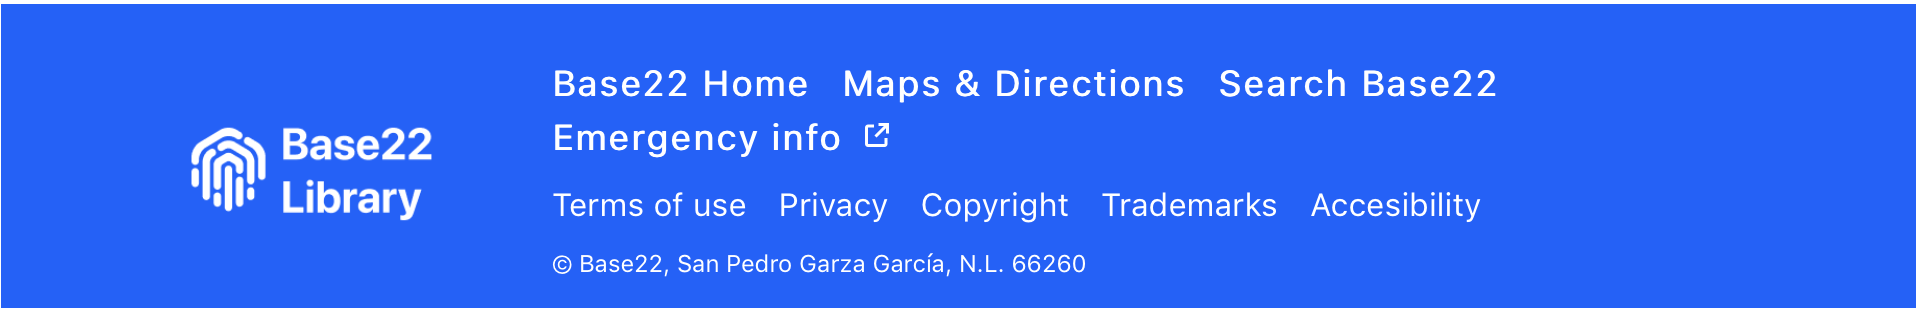 Base22
Library
Base22 Home Maps & Directions Search Base22
Emergency info
Terms of use Privacy Copyright Trademarks Accesibility
© Base22, San Pedro Garza García, N.L. 66260